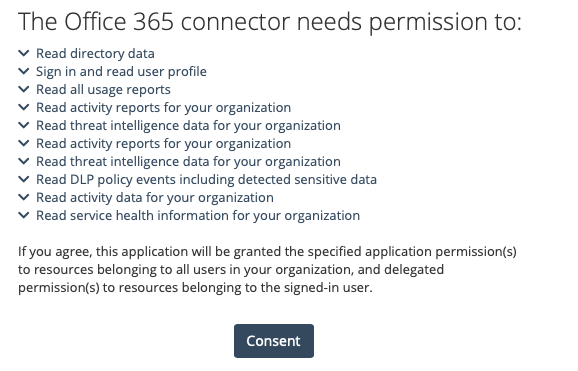 The Office 365 connector needs permission to:
Read directory data
Sign in and read user profile
Read all usage reports
Read activity reports for your organization
Read threat intelligence data for your organization
Read activity reports for your organization
Read threat intelligence data for your organization
Read DLP policy events including detected sensitive data
Read activity data for your organization
Read service health information for your organization
If you agree, this application will be granted the specified application permission(s)
to resources belonging to all users in your organization, and delegated
permission(s) to resources belonging to the signed-in user.
Consent